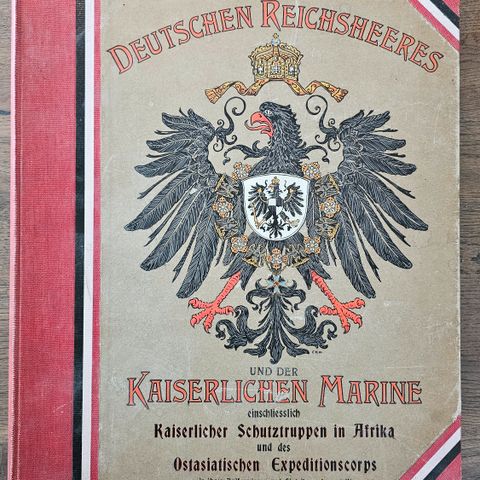 DEUTSCHEN REICHSHEERES
UND DER
KAISERLICHEN MARINE
einschliesslich
Kaiserlicher Schutztruppen in Afrika
und des
Ostasiatischen Expeditionscorps